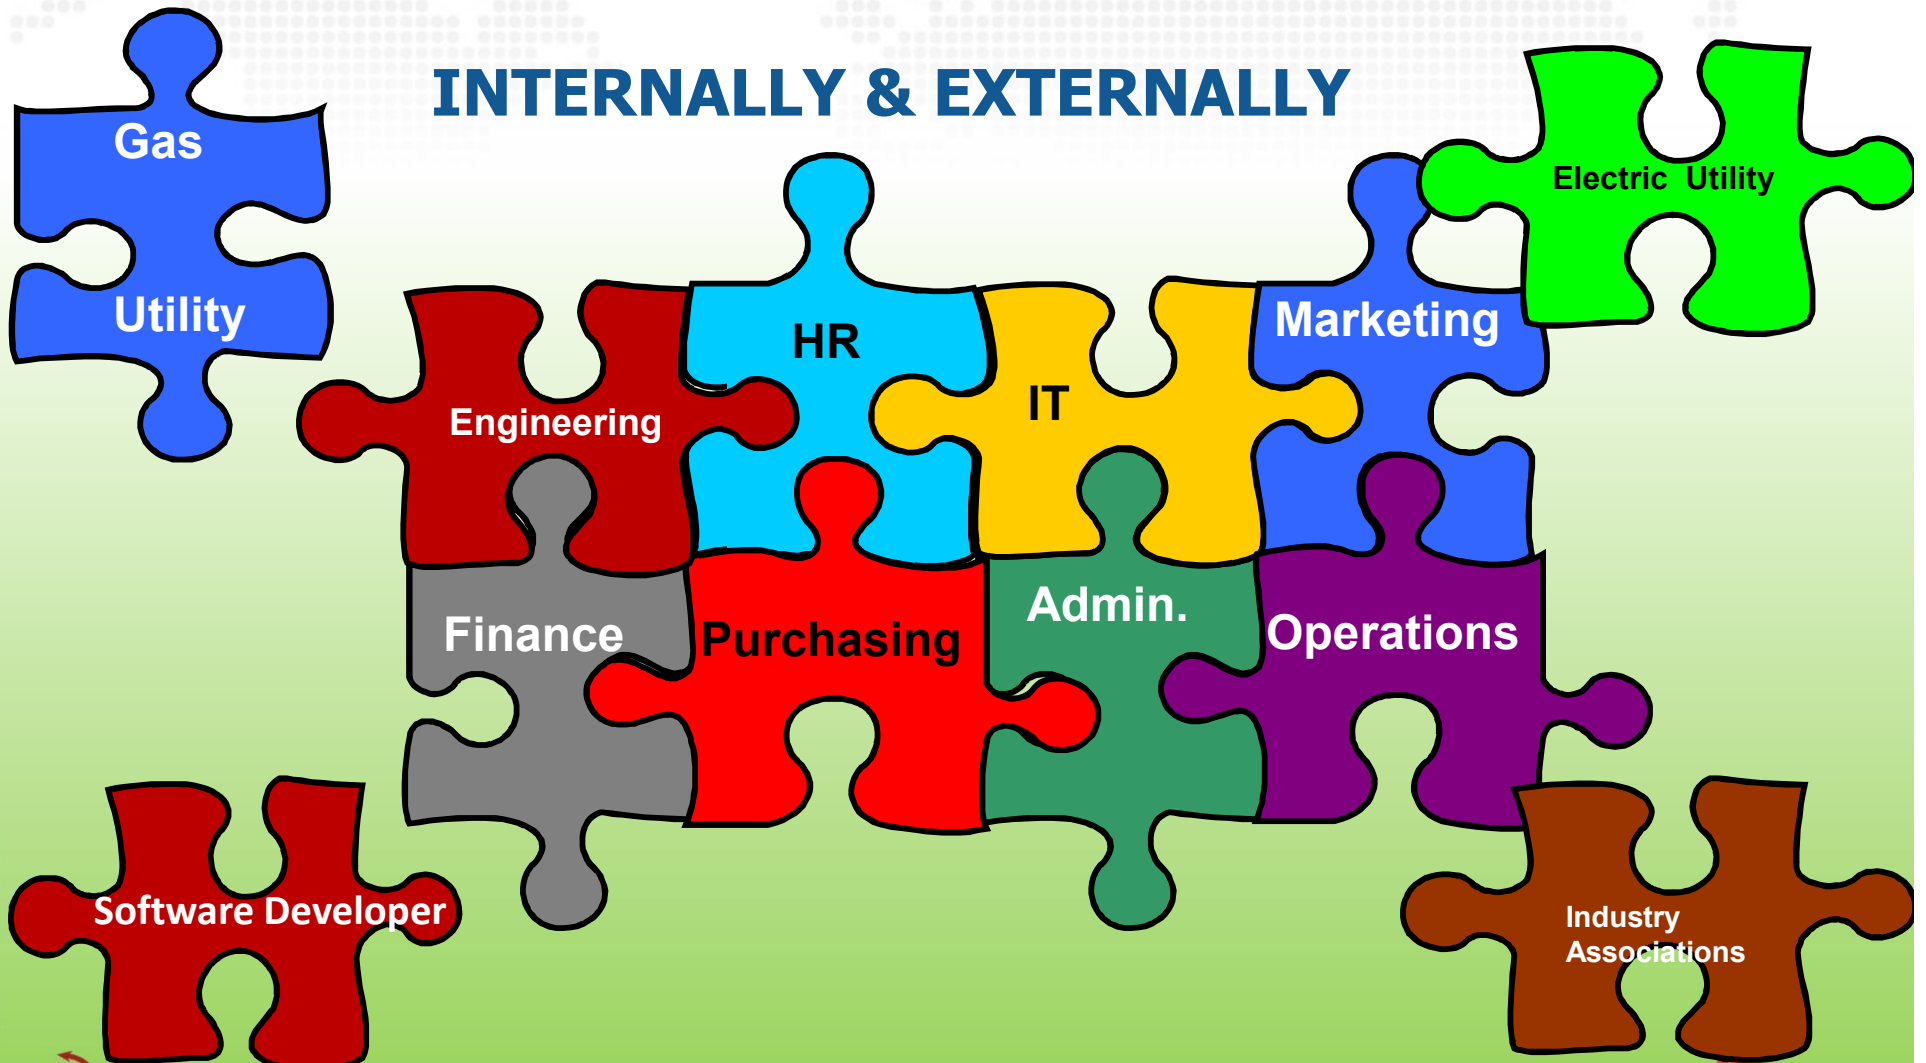 INTERNALLY & EXTERNALLY
Gas
Utility
Electric Utility
Engineering
HR
IT
Marketing
Finance
Purchasing
Admin.
Operations
Software Developer
Industry
Associations